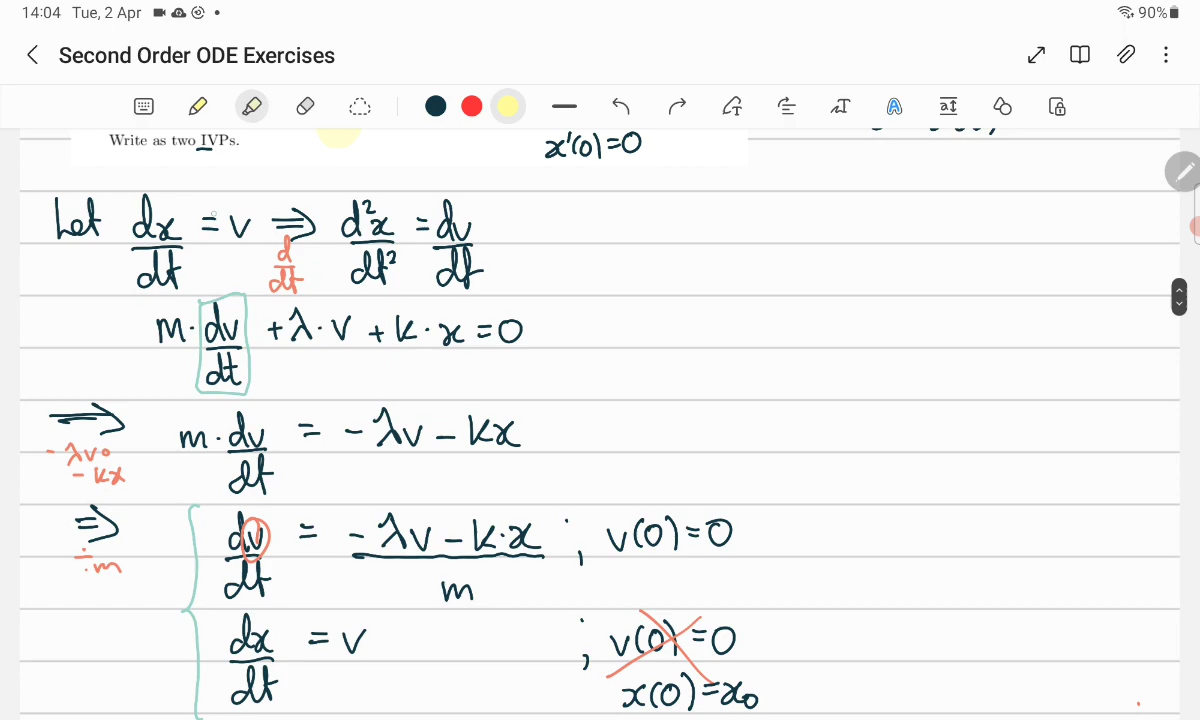 14:04 Tue, 2 Apr 90%
Second Order ODE Exercises
Write as two IVPs.
x'(0)=0
Let dx/dt = v ⟹ d²x/dt² = dv/dt
d/dt
m · dv/dt + λ · v + k · x = 0
⟹ m · dv/dt = -λv - kx
-λv
- kx
⟹ dv/dt = (-λv - k·x)/m ; v(0)=0
÷m
dx/dt = v ; v(0)=0
x(0)=x₀